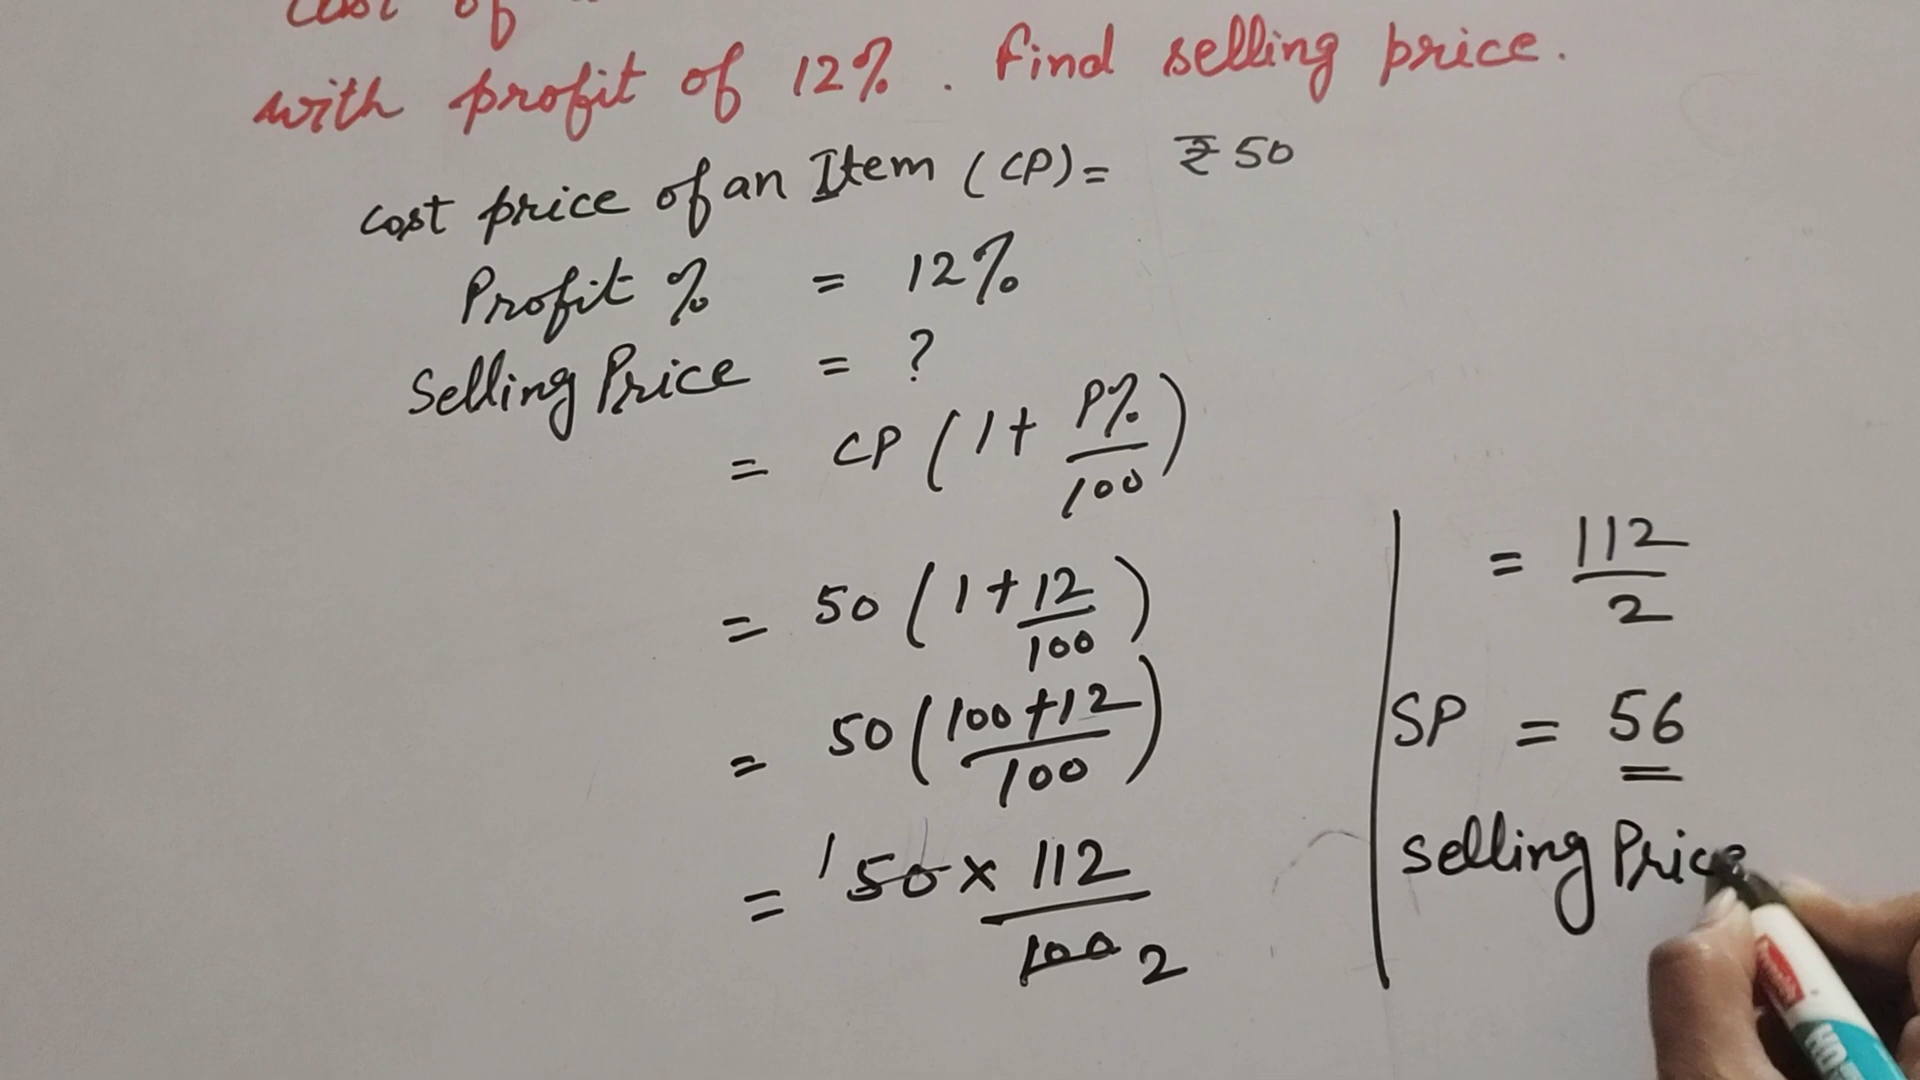 cost of
with profit of 12%. Find selling price.
cost price of an Item (CP) = ₹ 50
Profit % = 12%
Selling Price = ?
= CP (1 + P%/100)
= 50 (1 + 12/100)
= 50 (100 + 12/100)
= 1 50 × 112/100 2
= 112/2
SP = 56
selling Price